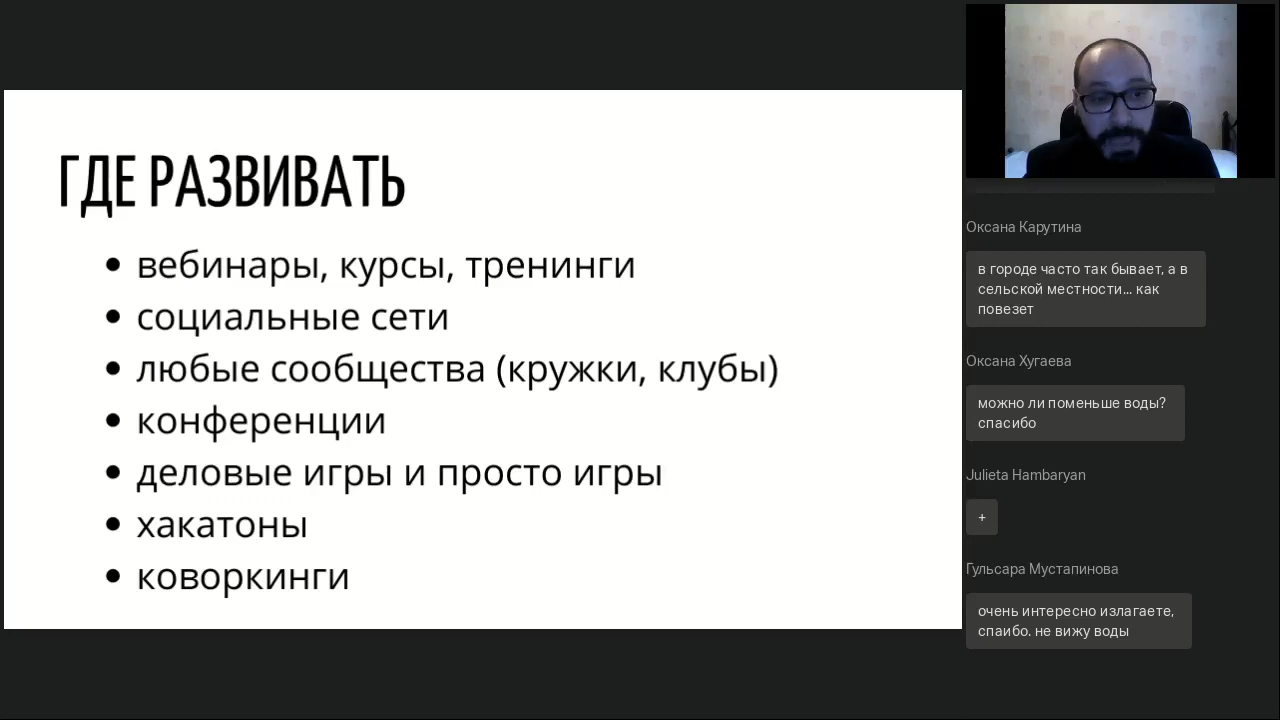 ГДЕ РАЗВИВАТЬ
• вебинары, курсы, тренинги
• социальные сети
• любые сообщества (кружки, клубы)
• конференции
• деловые игры и просто игры
• хакатоны
• коворкинги
Оксана Карутина
в городе часто так бывает, а в
сельской местности... как
повезет
Оксана Хугаева
можно ли поменьше воды?
спасибо
Julieta Hambaryan
+
Гульсара Мустапинова
очень интересно излагаете,
спаибо. не вижу воды